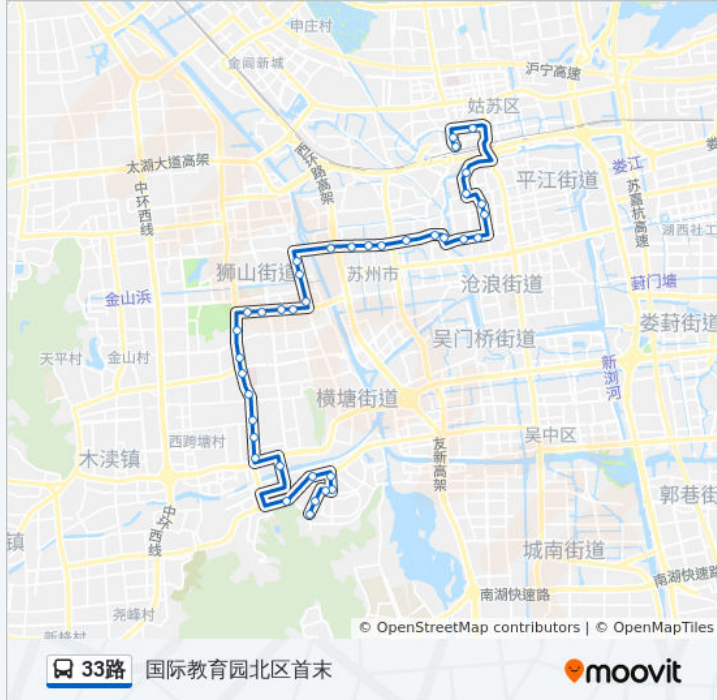 申庄村
金阊新城
沪宁高速
姑苏区
西环路高架
太湖大道高架
娄江
平江街道
中环西线
苏嘉杭高速
湖西社工
狮山街道
苏州市
沧浪街道
葑门塘
金山浜
娄葑街道
吴门桥街道
天平村
金山村
新浏河
横塘街道
西跨塘村
吴中区
木渎镇
友新高架
郭巷街
中环西线
镇
城南街道
南湖快速路
南湖快速路
尧峰村
新峰村
© OpenStreetMap contributors | © OpenMapTiles
33路 国际教育园北区首末
moovit